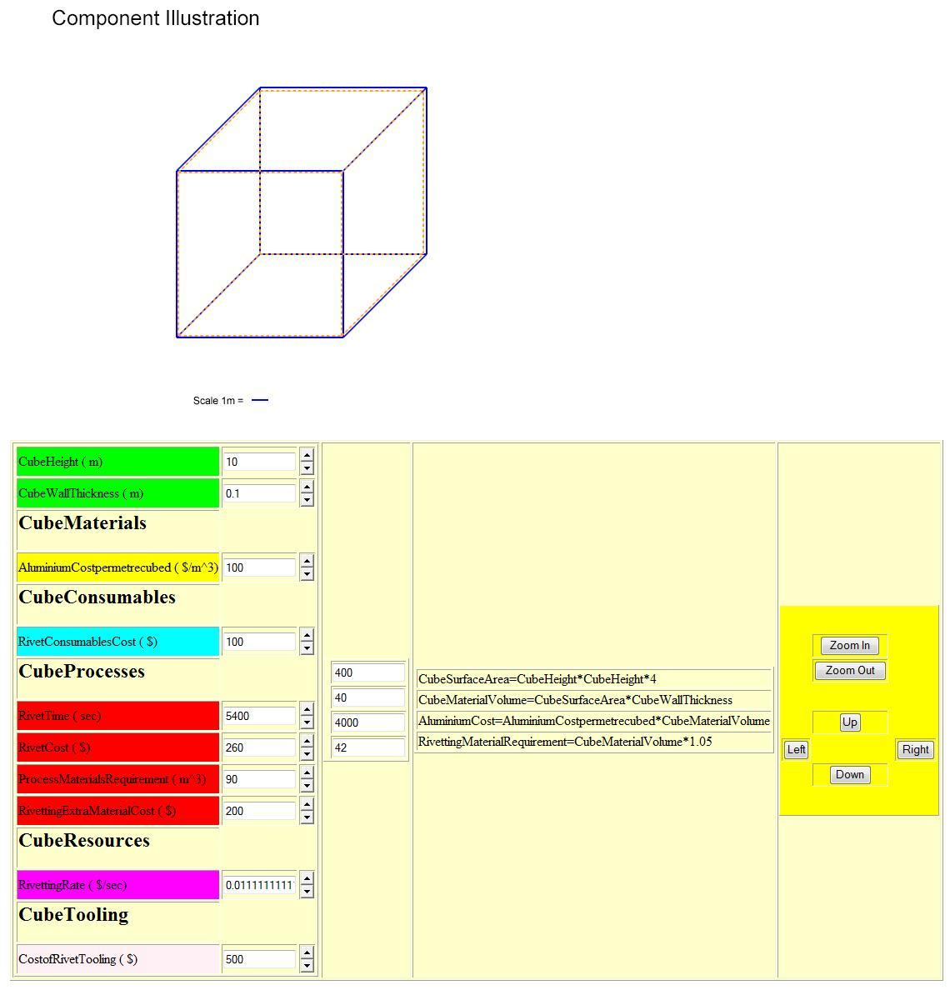 Component Illustration
Scale 1m =
CubeHeight ( m)
10
CubeWallThickness ( m)
0.1
CubeMaterials
AluminiumCostpermetrecubed ( $/m^3)
100
CubeConsumables
RivetConsumablesCost ( $)
100
CubeProcesses
RivetTime ( sec)
5400
RivetCost ( $)
260
ProcessMaterialsRequirement ( m^3)
90
RivettingExtraMaterialCost ( $)
200
CubeResources
RivettingRate ( $/sec)
0.0111111111
CubeTooling
CostofRivetTooling ( $)
500
400
40
4000
42
CubeSurfaceArea=CubeHeight*CubeHeight*4
CubeMaterialVolume=CubeSurfaceArea*CubeWallThickness
AluminiumCost=AluminiumCostpermetrecubed*CubeMaterialVolume
RivettingMaterialRequirement=CubeMaterialVolume*1.05
Zoom In
Zoom Out
Up
Left
Right
Down